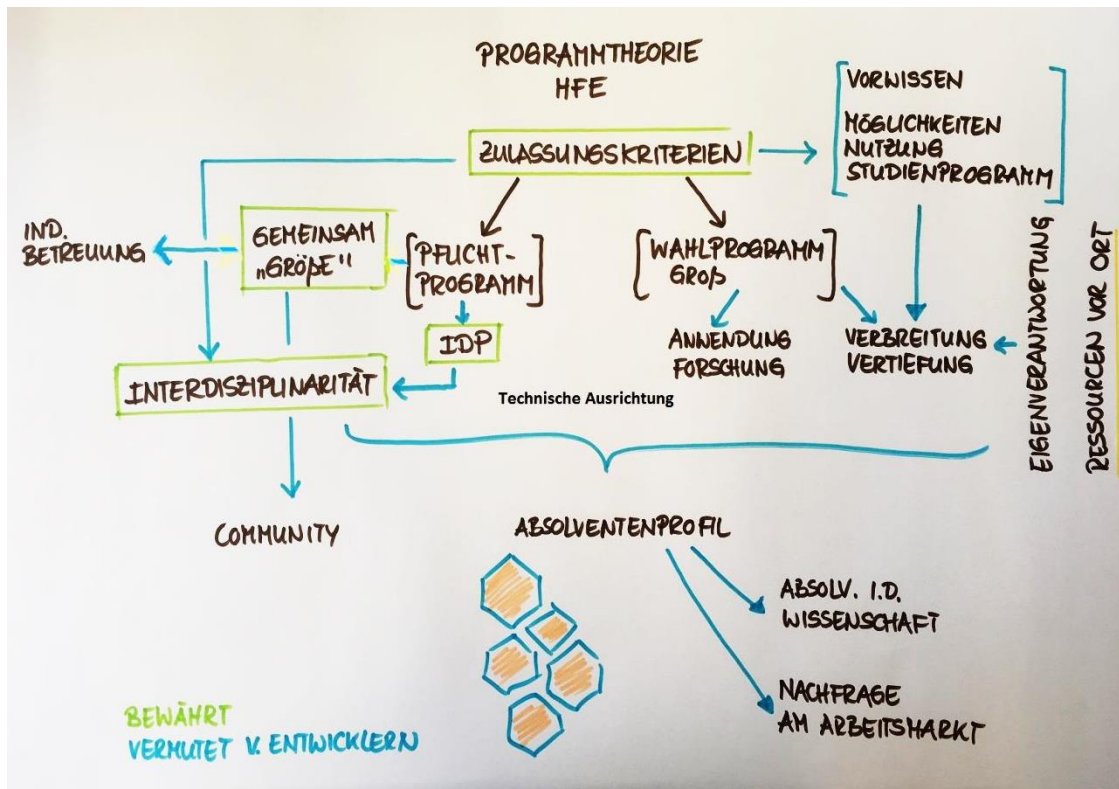 PROGRAMMTHEORIE
HFE
ZULASSUNGSKRITERIEN
VORWISSEN
MÖGLICHKEITEN
NUTZUNG
STUDIENPROGRAMM
IND.
BETREUUNG
GEMEINSAM
„GRÖßE"
PFLICHT-
PROGRAMM
WAHLPROGRAMM
GROß
IDP
ANWENDUNG
FORSCHUNG
VERBREITUNG
VERTIEFUNG
EIGENVERANTWORTUNG
RESSOURCEN VOR ORT
INTERDISZIPLINARITÄT
Technische Ausrichtung
COMMUNITY
ABSOLVENTENPROFIL
ABSOLV. I.D.
WISSENSCHAFT
NACHFRAGE
AM ARBEITSMARKT
BEWÄHRT
VERMUTET V. ENTWICKLERN